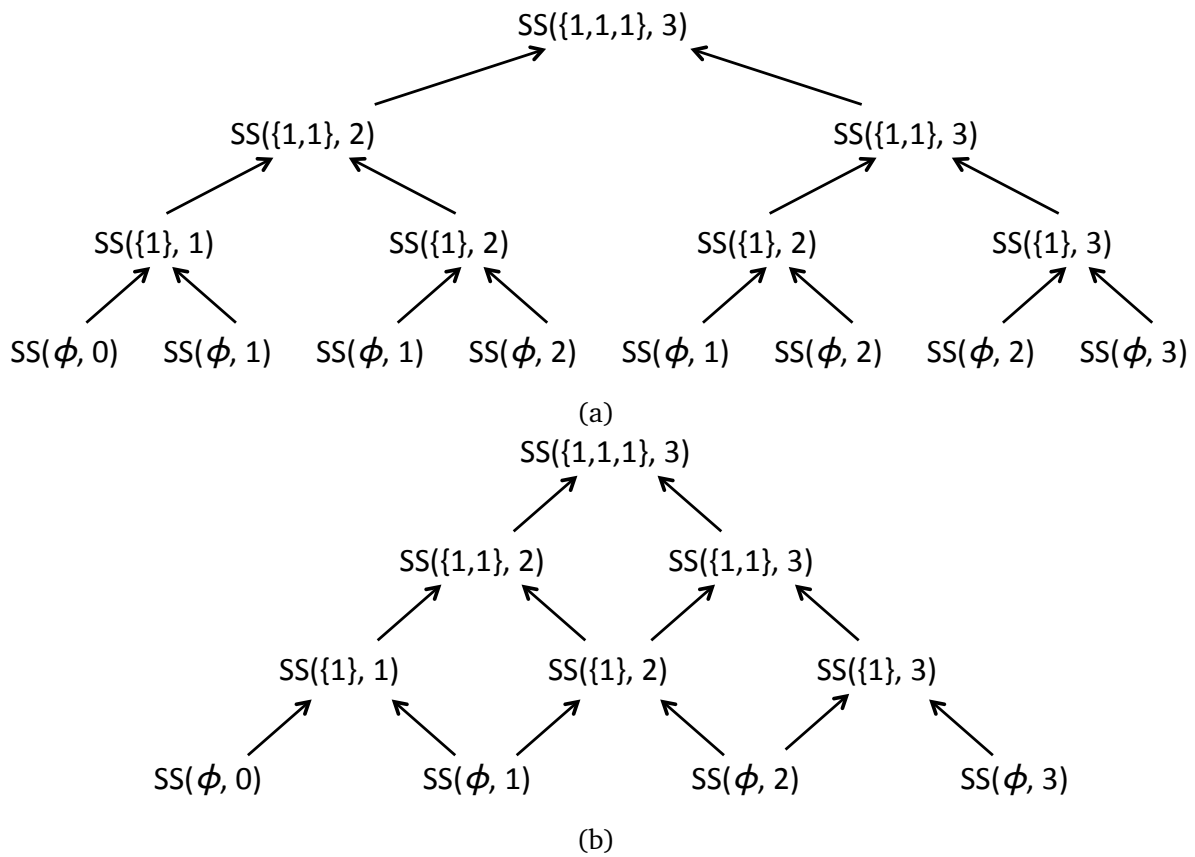 SS({1,1,1}, 3)
SS({1,1}, 2) SS({1,1}, 3)
SS({1}, 1) SS({1}, 2) SS({1}, 2) SS({1}, 3)
SS(ϕ, 0) SS(ϕ, 1) SS(ϕ, 1) SS(ϕ, 2) SS(ϕ, 1) SS(ϕ, 2) SS(ϕ, 2) SS(ϕ, 3)
(a)
SS({1,1,1}, 3)
SS({1,1}, 2) SS({1,1}, 3)
SS({1}, 1) SS({1}, 2) SS({1}, 3)
SS(ϕ, 0) SS(ϕ, 1) SS(ϕ, 2) SS(ϕ, 3)
(b)